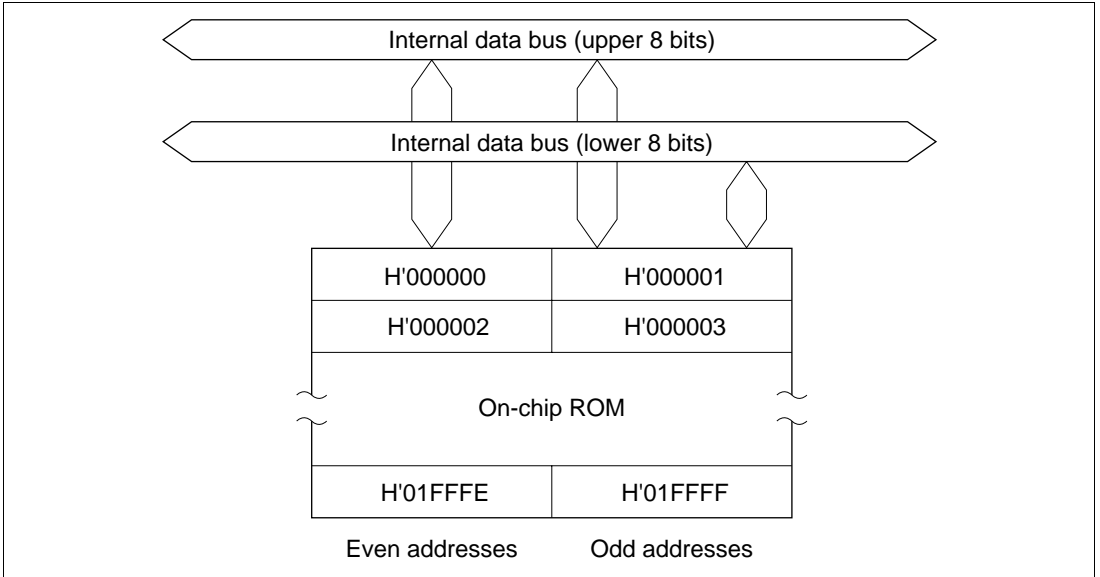 Internal data bus (upper 8 bits)
Internal data bus (lower 8 bits)
H'000000 H'000001
H'000002 H'000003
On-chip ROM
H'01FFFE H'01FFFF
Even addresses Odd addresses